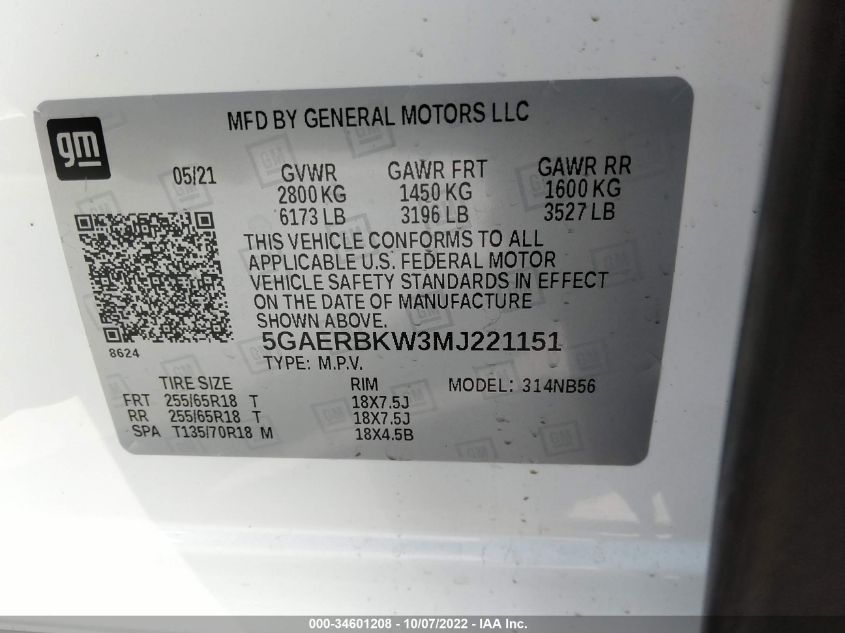 gm
MFD BY GENERAL MOTORS LLC
05/21 GVWR GAWR FRT GAWR RR
2800 KG 1450 KG 1600 KG
6173 LB 3196 LB 3527 LB
THIS VEHICLE CONFORMS TO ALL
APPLICABLE U.S. FEDERAL MOTOR
VEHICLE SAFETY STANDARDS IN EFFECT
ON THE DATE OF MANUFACTURE
SHOWN ABOVE.
8624
5GAERBKW3MJ221151
TYPE: M.P.V.
TIRE SIZE RIM MODEL: 314NB56
FRT 255/65R18 T 18X7.5J
RR 255/65R18 T 18X7.5J
SPA T135/70R18 M 18X4.5B
000-34601208 - 10/07/2022 - IAA, Inc.